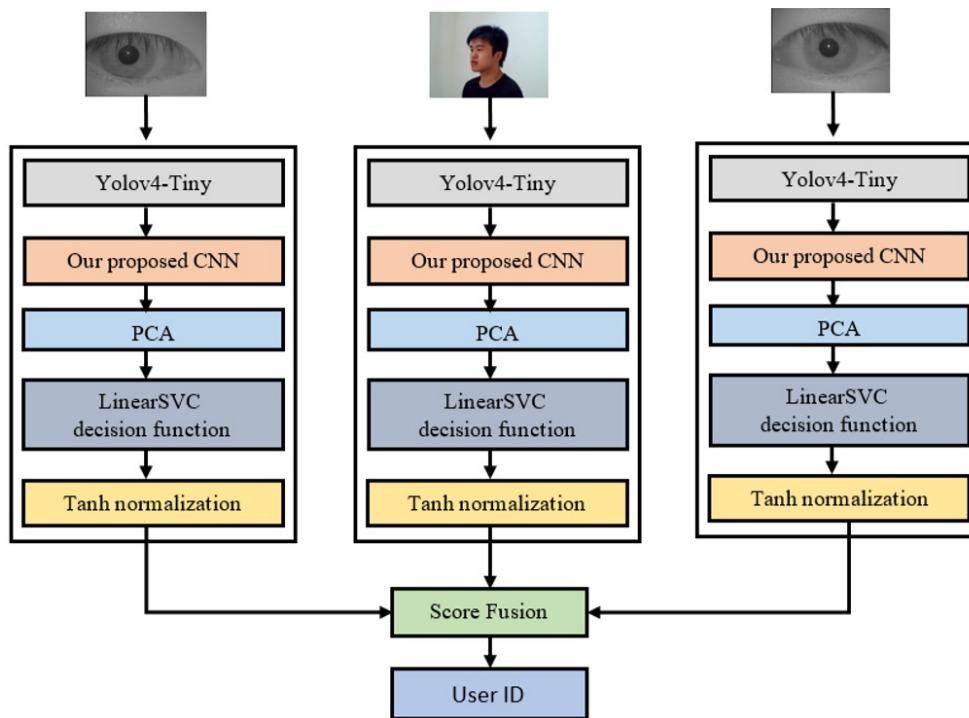 Yolov4-Tiny
Our proposed CNN
PCA
LinearSVC
decision function
Tanh normalization
Yolov4-Tiny
Our proposed CNN
PCA
LinearSVC
decision function
Tanh normalization
Yolov4-Tiny
Our proposed CNN
PCA
LinearSVC
decision function
Tanh normalization
Score Fusion
User ID